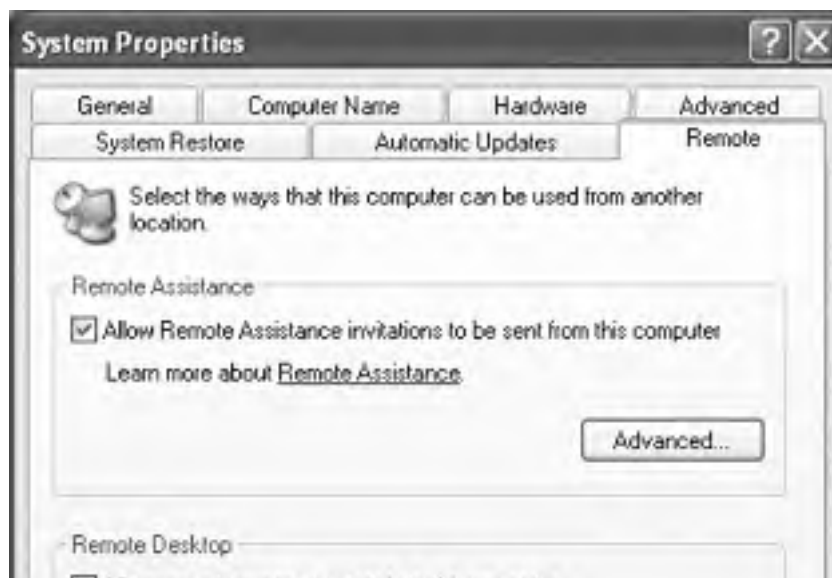 System Properties
General Computer Name Hardware Advanced
System Restore Automatic Updates Remote
Select the ways that this computer can be used from another
location.
Remote Assistance
Allow Remote Assistance invitations to be sent from this computer
Learn more about Remote Assistance.
Advanced...
Remote Desktop